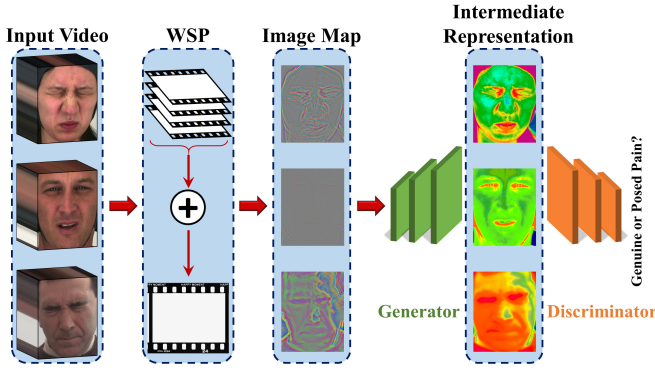 Input Video
WSP
Image Map
Intermediate
Representation
Generator
Discriminator
Genuine or Posed Pain?